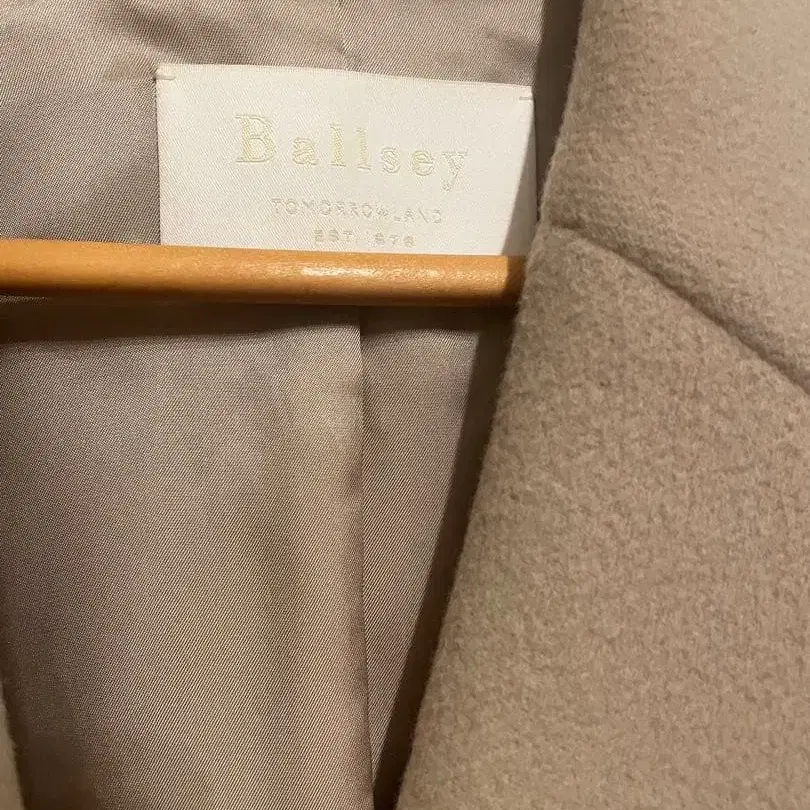 Ballsey
TOMORROWLAND
EST. 1978